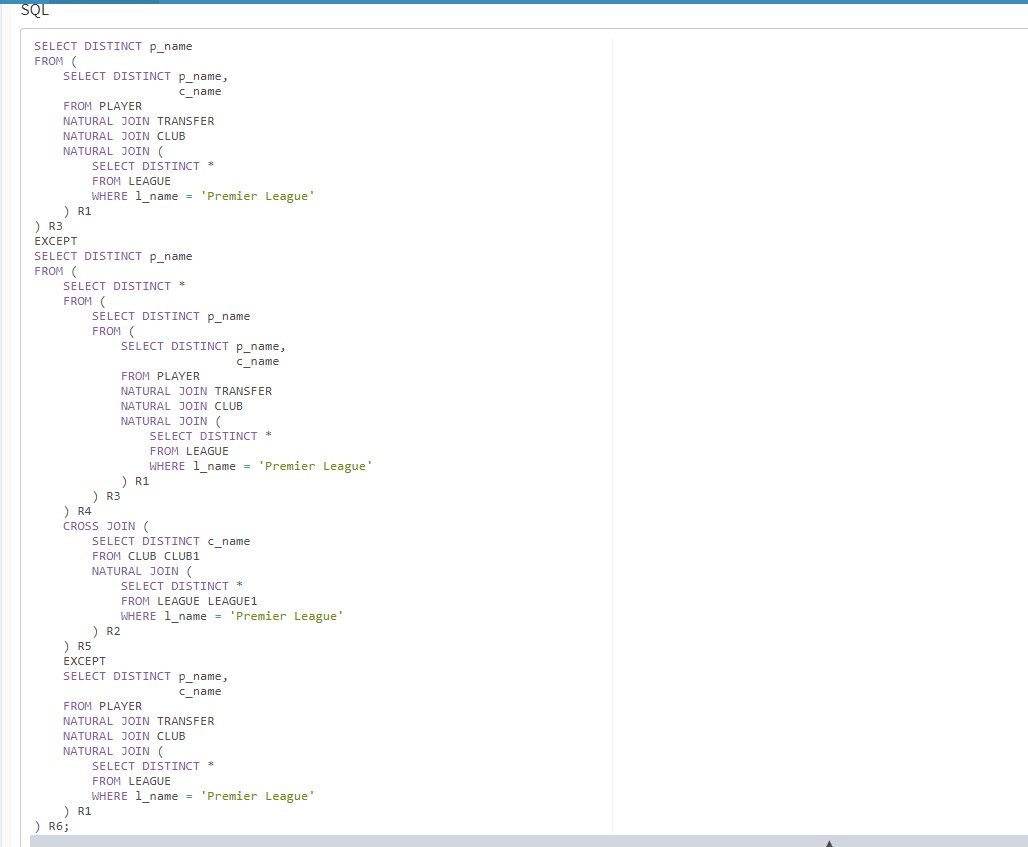 SQL
SELECT DISTINCT p_name
FROM (
    SELECT DISTINCT p_name,
                    c_name
    FROM PLAYER
    NATURAL JOIN TRANSFER
    NATURAL JOIN CLUB
    NATURAL JOIN (
        SELECT DISTINCT *
        FROM LEAGUE
        WHERE l_name = 'Premier League'
    ) R1
) R3
EXCEPT
SELECT DISTINCT p_name
FROM (
    SELECT DISTINCT *
    FROM (
        SELECT DISTINCT p_name
        FROM (
            SELECT DISTINCT p_name,
                            c_name
            FROM PLAYER
            NATURAL JOIN TRANSFER
            NATURAL JOIN CLUB
            NATURAL JOIN (
                SELECT DISTINCT *
                FROM LEAGUE
                WHERE l_name = 'Premier League'
            ) R1
        ) R3
    ) R4
    CROSS JOIN (
        SELECT DISTINCT c_name
        FROM CLUB CLUB1
        NATURAL JOIN (
            SELECT DISTINCT *
            FROM LEAGUE LEAGUE1
            WHERE l_name = 'Premier League'
        ) R2
    ) R5
    EXCEPT
    SELECT DISTINCT p_name,
                    c_name
    FROM PLAYER
    NATURAL JOIN TRANSFER
    NATURAL JOIN CLUB
    NATURAL JOIN (
        SELECT DISTINCT *
        FROM LEAGUE
        WHERE l_name = 'Premier League'
    ) R1
) R6;